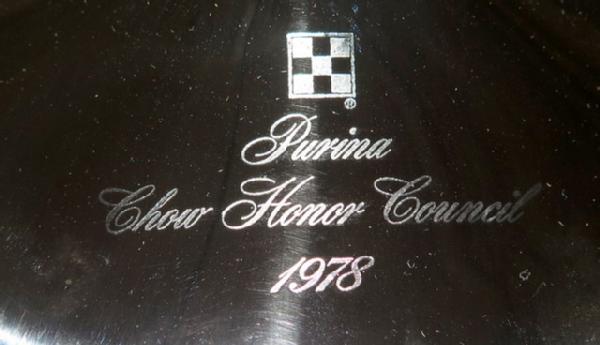 ®
Purina
Chow Honor Council
1978